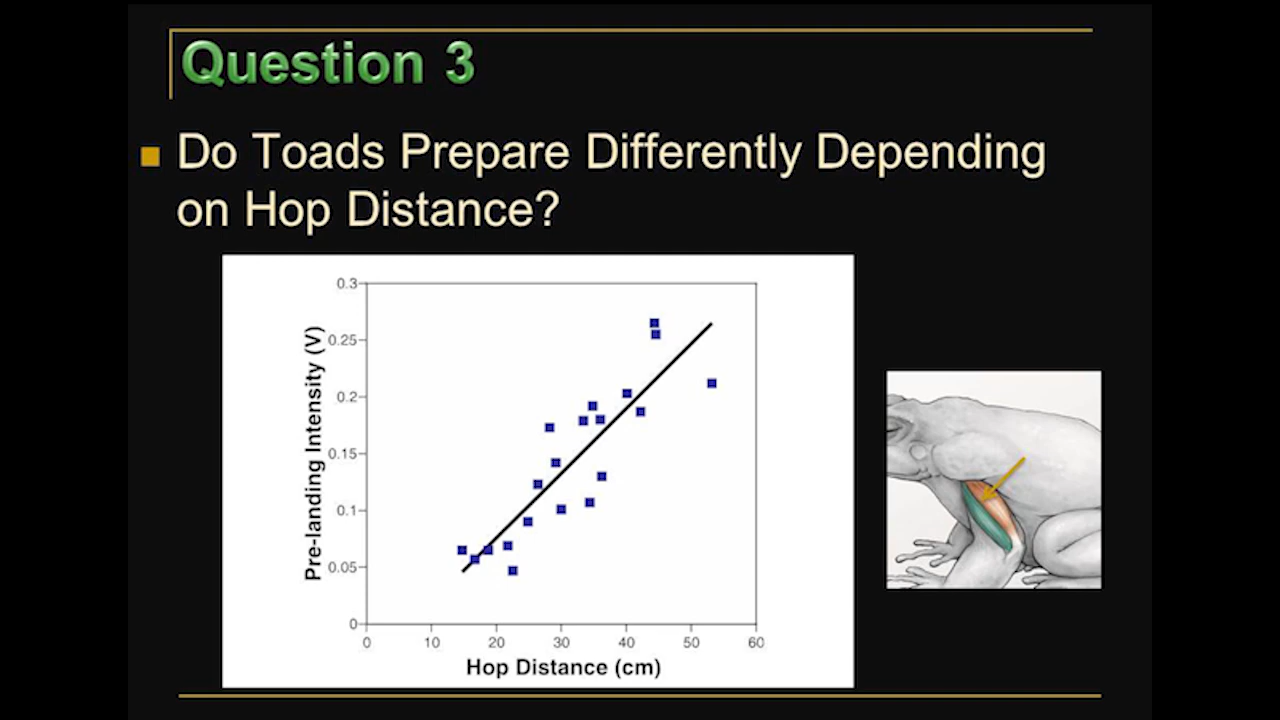 Question 3
Do Toads Prepare Differently Depending
on Hop Distance?
Pre-landing Intensity (V)
0.3
0.25
0.2
0.15
0.1
0.05
0
0 10 20 30 40 50 60
Hop Distance (cm)